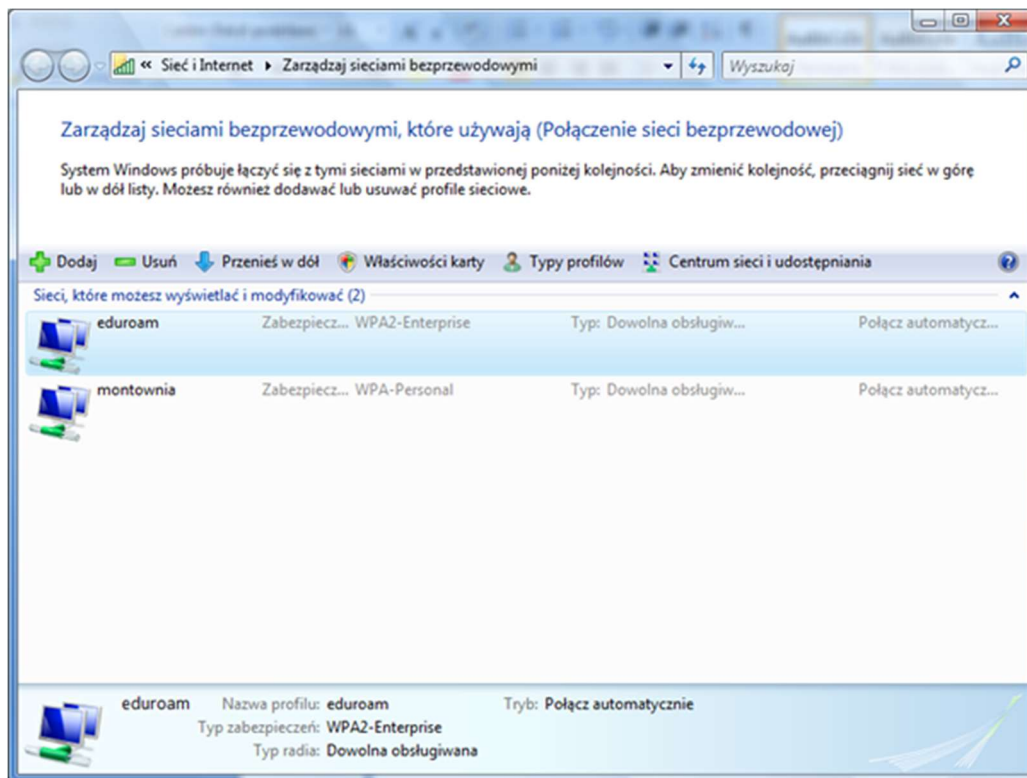 « Sieć i Internet ▸ Zarządzaj sieciami bezprzewodowymi Wyszukaj
Zarządzaj sieciami bezprzewodowymi, które używają (Połączenie sieci bezprzewodowej)
System Windows próbuje łączyć się z tymi sieciami w przedstawionej poniżej kolejności. Aby zmienić kolejność, przeciągnij sieć w górę
lub w dół listy. Możesz również dodawać lub usuwać profile sieciowe.
Dodaj Usuń Przenieś w dół Właściwości karty Typy profilów Centrum sieci i udostępniania
Sieci, które możesz wyświetlać i modyfikować (2)
eduroam Zabezpiecz... WPA2-Enterprise Typ: Dowolna obsługiw... Połącz automatycz...
montownia Zabezpiecz... WPA-Personal Typ: Dowolna obsługiw... Połącz automatycz...
eduroam Nazwa profilu: eduroam Tryb: Połącz automatycznie
Typ zabezpieczeń: WPA2-Enterprise
Typ radia: Dowolna obsługiwana